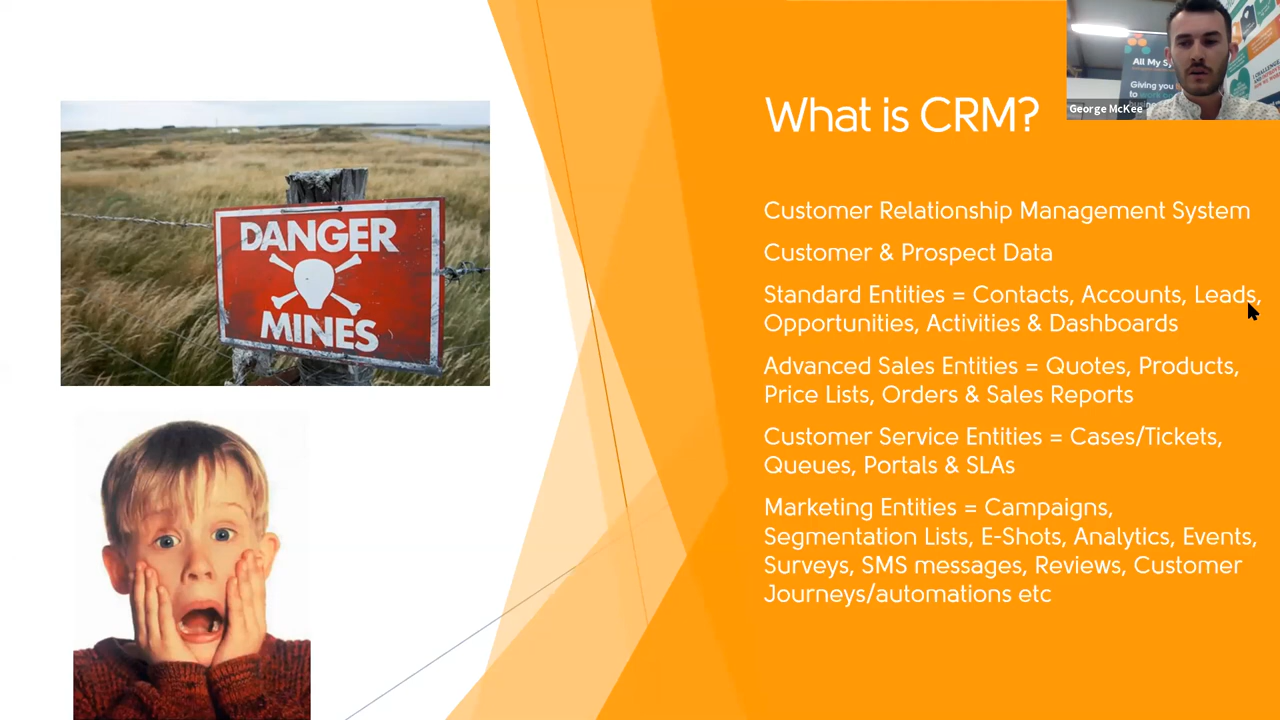 DANGER
MINES
What is CRM?
Customer Relationship Management System
Customer & Prospect Data
Standard Entities = Contacts, Accounts, Leads,
Opportunities, Activities & Dashboards
Advanced Sales Entities = Quotes, Products,
Price Lists, Orders & Sales Reports
Customer Service Entities = Cases/Tickets,
Queues, Portals & SLAs
Marketing Entities = Campaigns,
Segmentation Lists, E-Shots, Analytics, Events,
Surveys, SMS messages, Reviews, Customer
Journeys/automations etc
All My
Giving you
to
George McKee